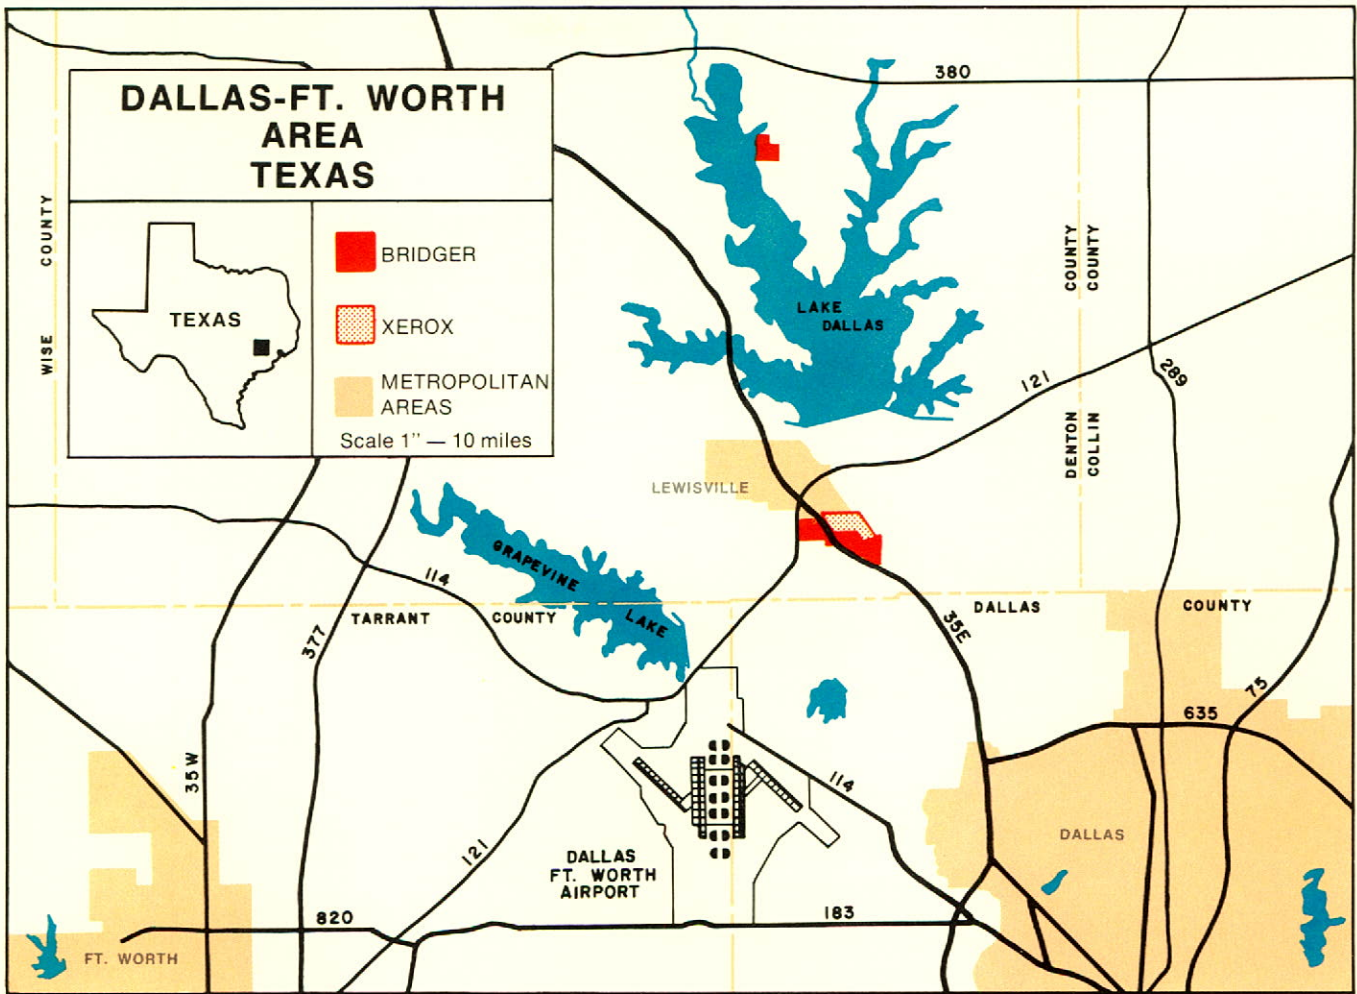 DALLAS-FT. WORTH
AREA
TEXAS
TEXAS
BRIDGER
XEROX
METROPOLITAN
AREAS
Scale 1" — 10 miles
WISE COUNTY
380
LAKE
DALLAS
COUNTY
COUNTY
DENTON
COLLIN
121
289
LEWISVILLE
GRAPEVINE
LAKE
114
TARRANT COUNTY
DALLAS COUNTY
377
35E
75
635
35W
114
DALLAS
121
DALLAS
FT. WORTH
AIRPORT
820
183
FT. WORTH